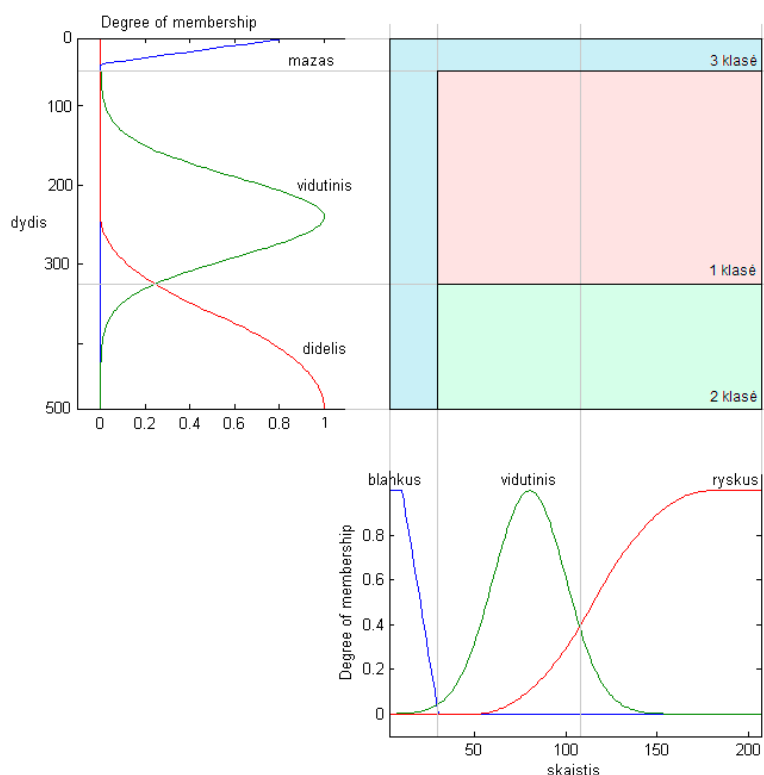 Degree of membership
0
mazas
3 klasė
100
200
vidutinis
dydis
300
1 klasė
didelis
2 klasė
500
0 0.2 0.4 0.6 0.8 1
blankus vidutinis ryskus
0.8
0.6
0.4
0.2
0
Degree of membership
50 100 150 200
skaistis